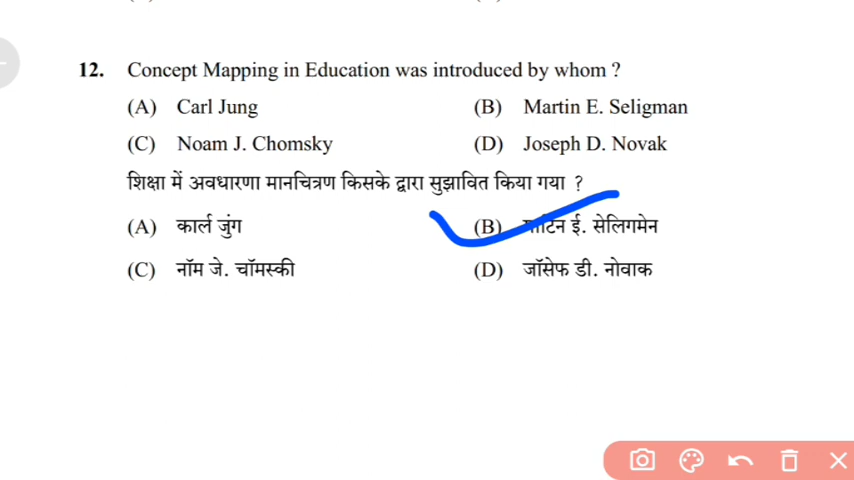 12. Concept Mapping in Education was introduced by whom ?
(A) Carl Jung (B) Martin E. Seligman
(C) Noam J. Chomsky (D) Joseph D. Novak
शिक्षा में अवधारणा मानचित्रण किसके द्वारा सुझावित किया गया ?
(A) कार्ल जुंग (B) मार्टिन ई. सेलिगमेन
(C) नॉम जे. चॉमस्की (D) जॉसेफ डी. नोवाक